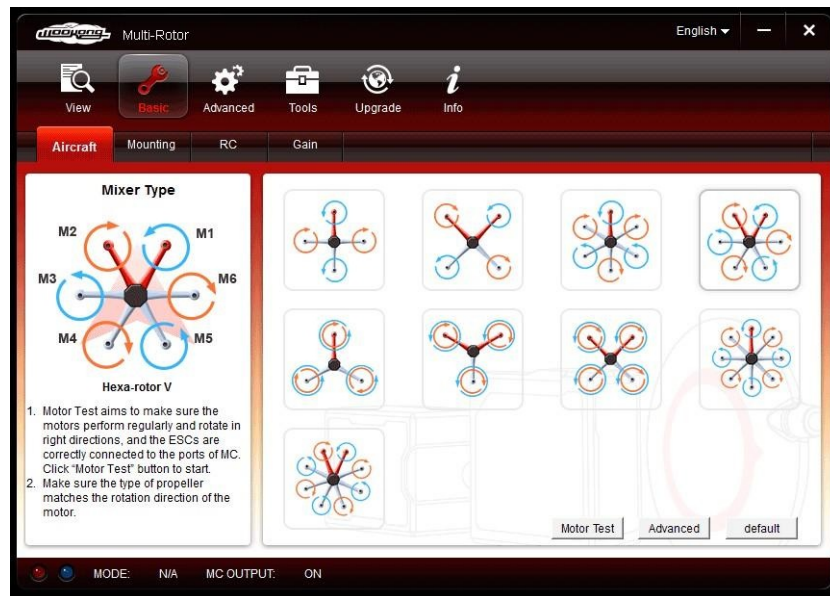 Multi-Rotor
English
View
Basic
Advanced
Tools
Upgrade
Info
Aircraft
Mounting
RC
Gain
Mixer Type
M2
M1
M3
M6
M4
M5
Hexa-rotor V
1. Motor Test aims to make sure the
motors perform regularly and rotate in
right directions, and the ESCs are
correctly connected to the ports of MC.
Click “Motor Test” button to start.
2. Make sure the type of propeller
matches the rotation direction of the
motor.
Motor Test
Advanced
default
MODE: N/A MC OUTPUT: ON